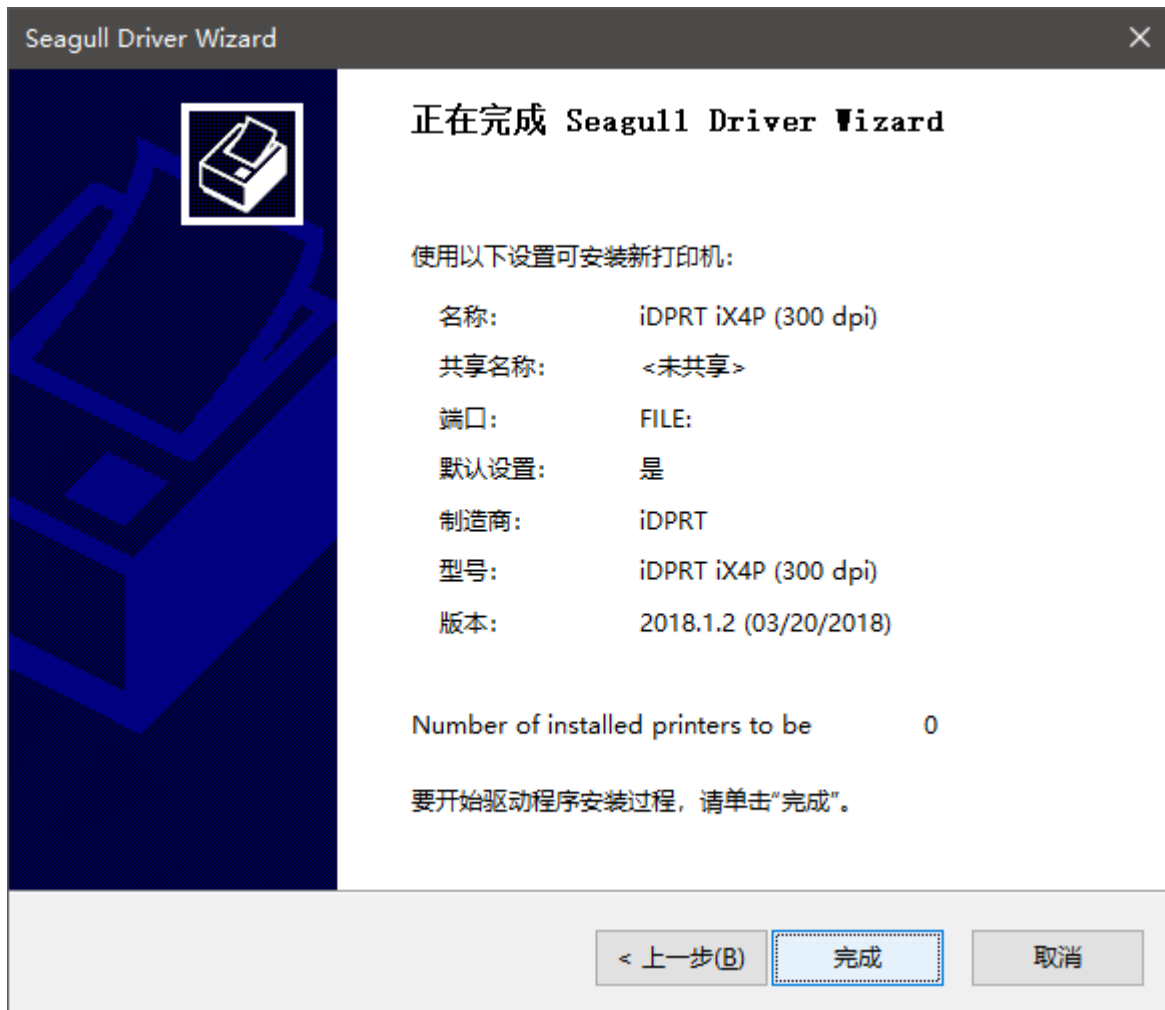 Seagull Driver Wizard
正在完成 Seagull Driver Wizard
使用以下设置可安装新打印机:
名称: iDPRT iX4P (300 dpi)
共享名称: <未共享>
端口: FILE:
默认设置: 是
制造商: iDPRT
型号: iDPRT iX4P (300 dpi)
版本: 2018.1.2 (03/20/2018)
Number of installed printers to be 0
要开始驱动程序安装过程，请单击“完成”。
< 上一步(B) 完成 取消